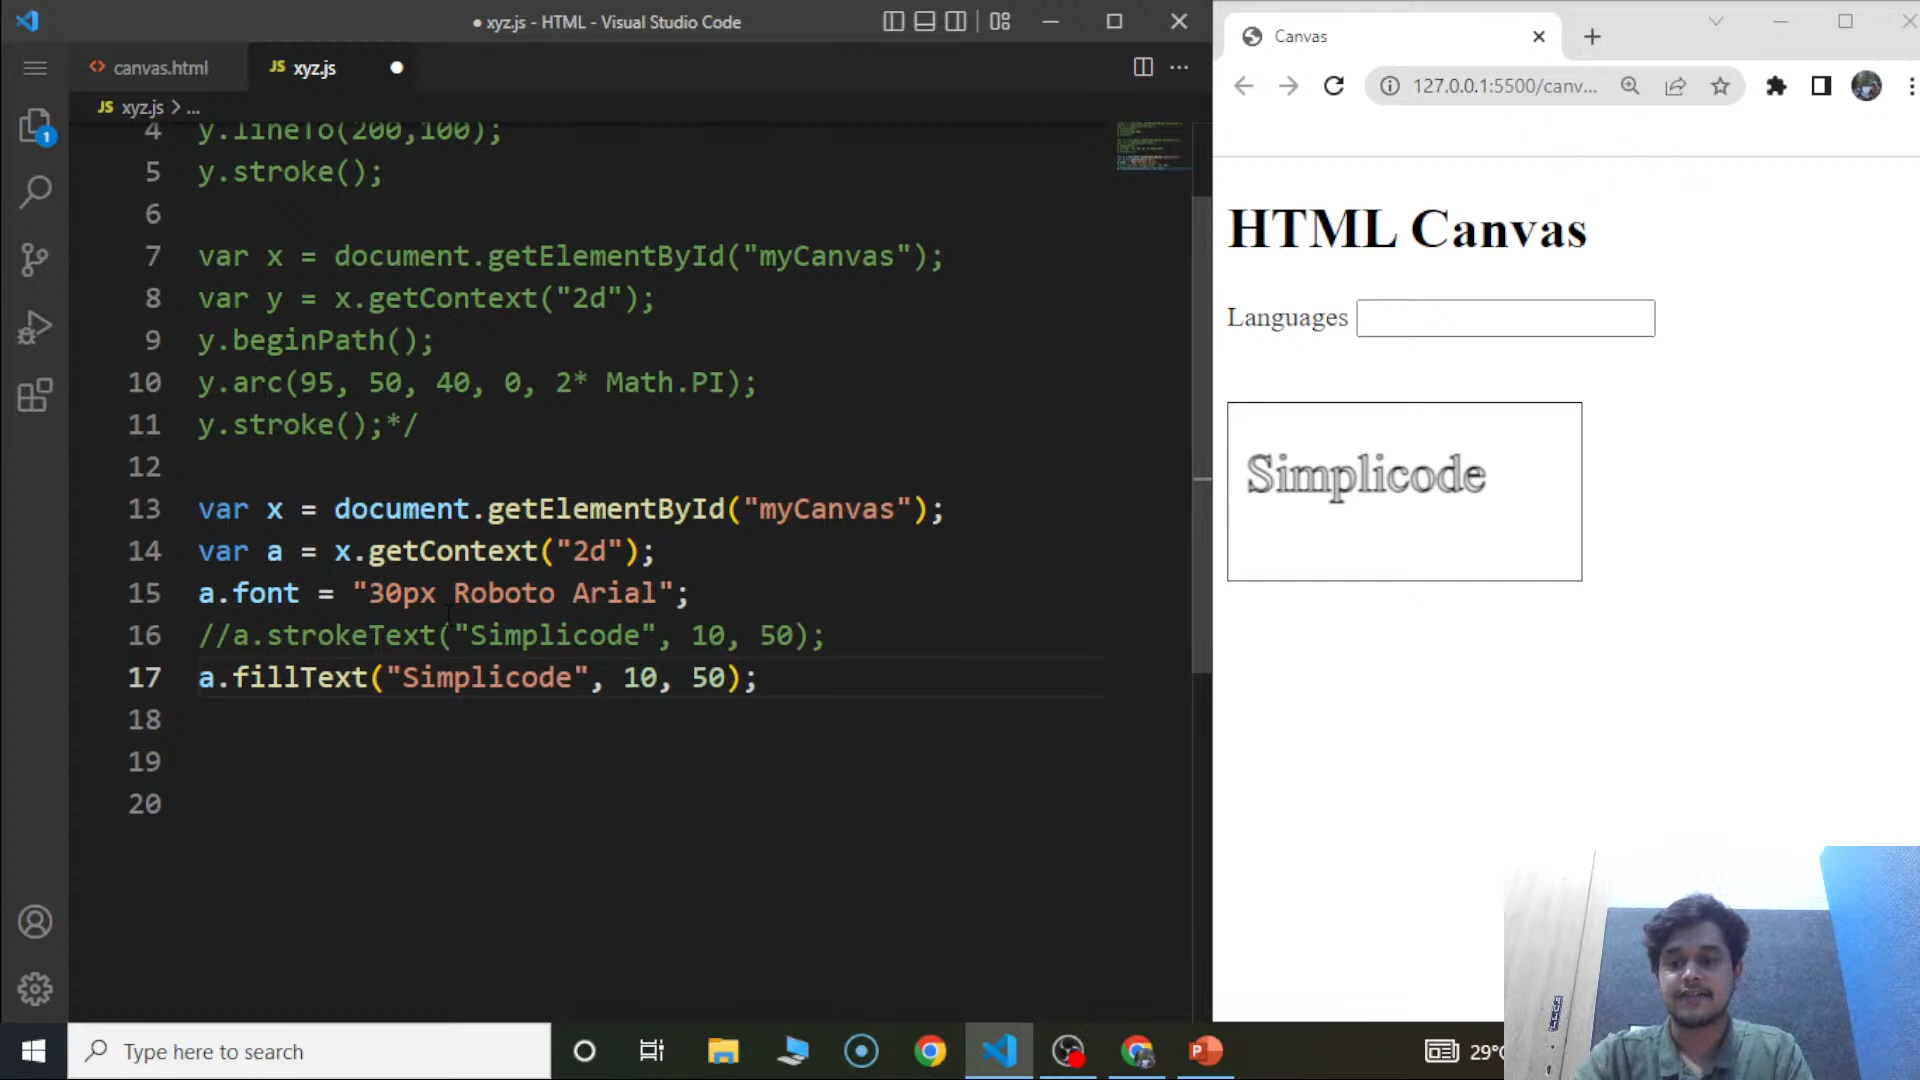 ● xyz.js - HTML - Visual Studio Code
canvas.html
JS xyz.js
JS xyz.js > ...
4 y.lineTo(200,100);
5 y.stroke();
6
7 var x = document.getElementById("myCanvas");
8 var y = x.getContext("2d");
9 y.beginPath();
10 y.arc(95, 50, 40, 0, 2* Math.PI);
11 y.stroke();*/
12
13 var x = document.getElementById("myCanvas");
14 var a = x.getContext("2d");
15 a.font = "30px Roboto Arial";
16 //a.strokeText("Simplicode", 10, 50);
17 a.fillText("Simplicode", 10, 50);
18
19
20
1
Canvas
127.0.0.1:5500/canv...
HTML Canvas
Languages
Simplicode
Type here to search
P
29°